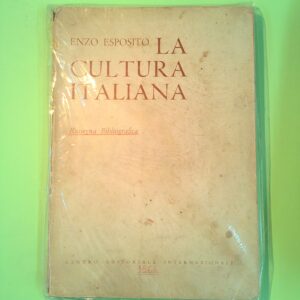 ENZO ESPOSITO LA
CULTURA
ITALIANA
Rassegna Bibliografica
CENTRO EDITORIALE INTERNAZIONALE